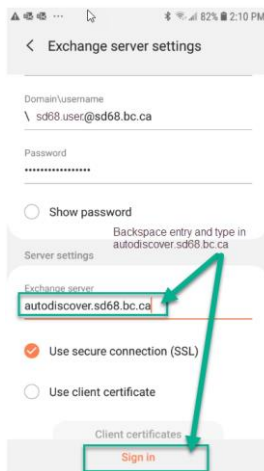 82% 2:10 PM
< Exchange server settings
Domain\username
\ sd68.user@sd68.bc.ca
Password
••••••••••••••••
Show password
Backspace entry and type in
autodiscover.sd68.bc.ca
Server settings
Exchange server
autodiscover.sd68.bc.ca
Use secure connection (SSL)
Use client certificate
Client certificates
Sign in